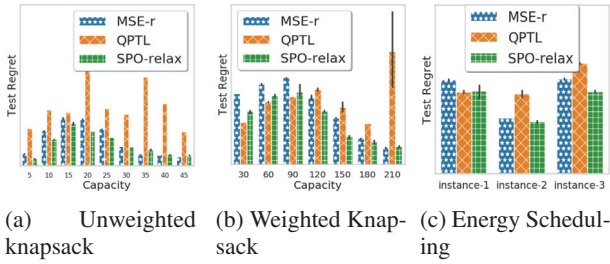 MSE-r
QPTL
SPO-relax
Test Regret
5 10 15 20 25 30 35 40 45
Capacity
MSE-r
QPTL
SPO-relax
Test Regret
30 60 90 120 150 180 210
Capacity
MSE-r
QPTL
SPO-relax
Test Regret
instance-1 instance-2 instance-3
(a) Unweighted
knapsack
(b) Weighted Knap-
sack
(c) Energy Schedul-
ing